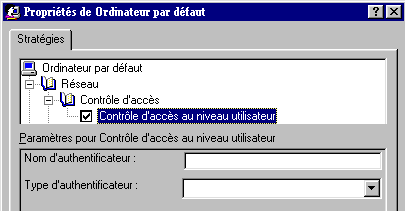 Propriétés de Ordinateur par défaut
Stratégies
Ordinateur par défaut
Réseau
Contrôle d'accès
Contrôle d'accès au niveau utilisateur
Paramètres pour Contrôle d'accès au niveau utilisateur
Nom d'authentificateur :
Type d'authentificateur :